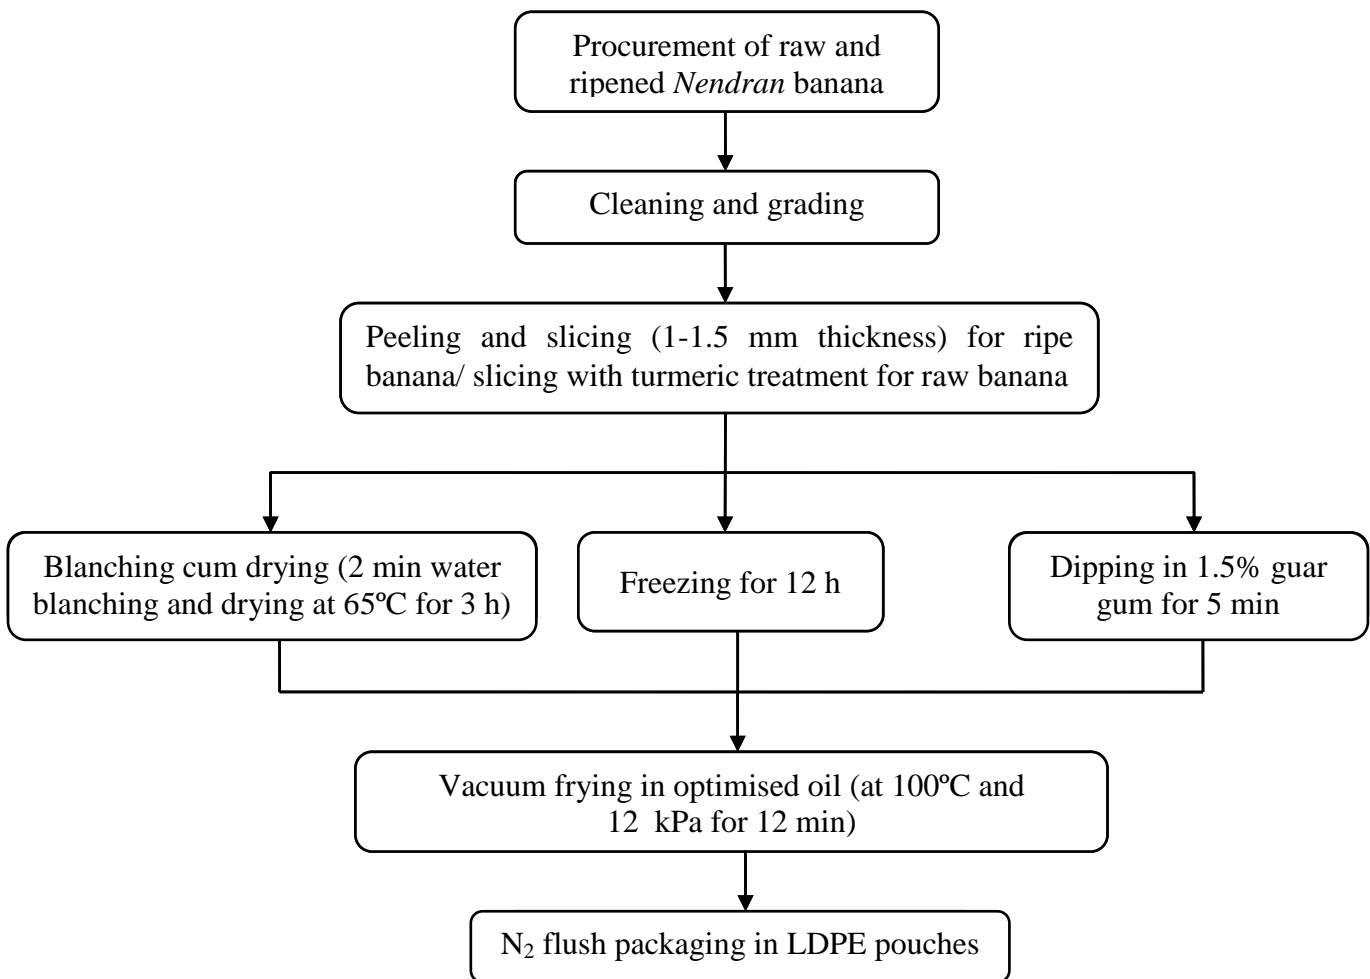 Procurement of raw and
ripened Nendran banana
Cleaning and grading
Peeling and slicing (1-1.5 mm thickness) for ripe
banana/ slicing with turmeric treatment for raw banana
Blanching cum drying (2 min water
blanching and drying at 65ºC for 3 h)
Freezing for 12 h
Dipping in 1.5% guar
gum for 5 min
Vacuum frying in optimised oil (at 100ºC and
12 kPa for 12 min)
N₂ flush packaging in LDPE pouches